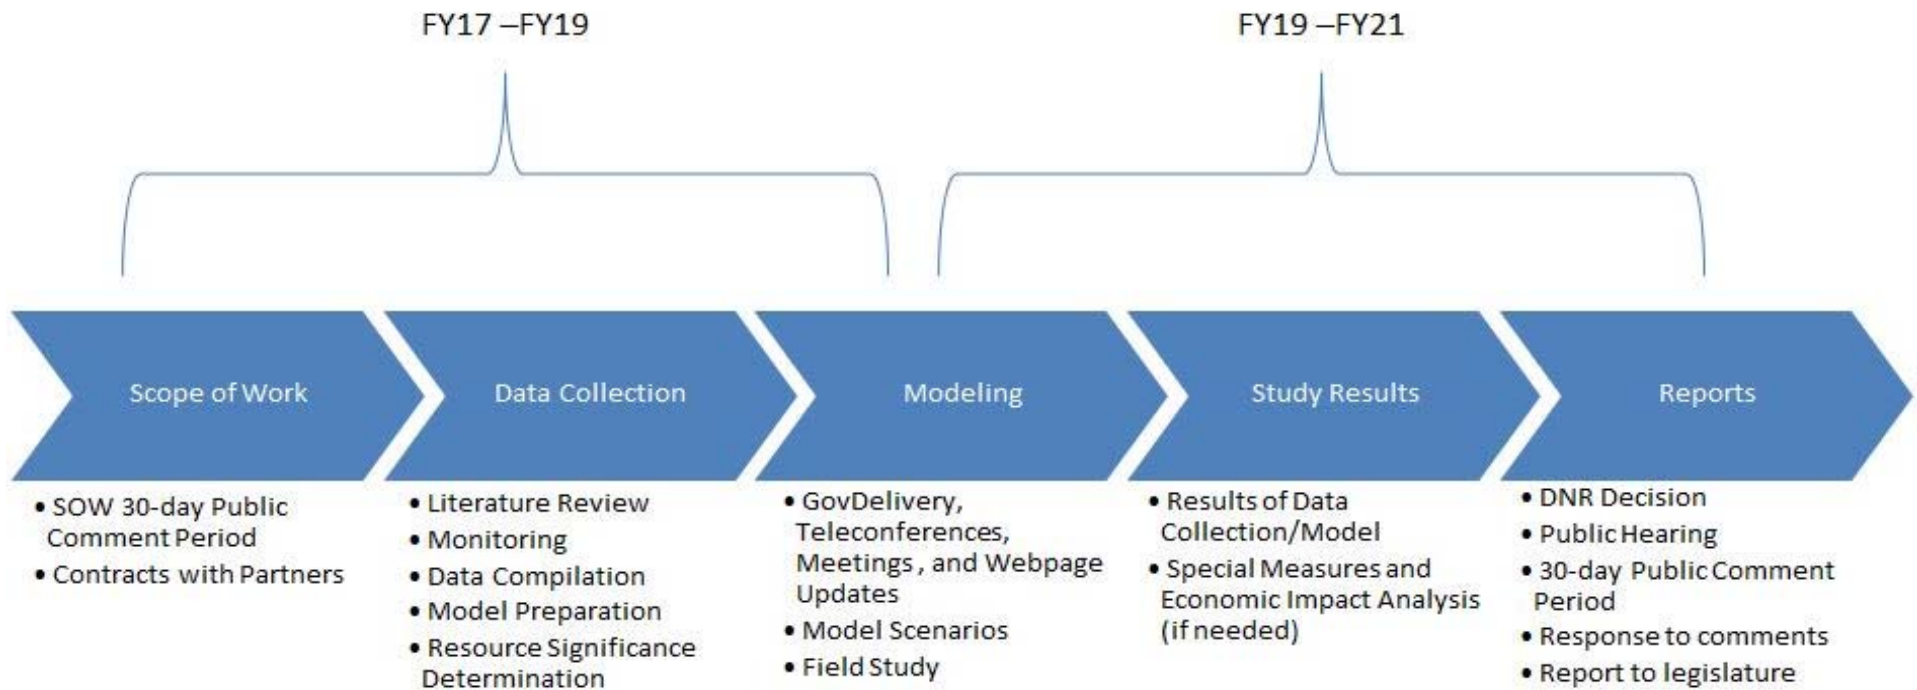 FY17 –FY19
FY19 –FY21
Scope of Work
Data Collection
Modeling
Study Results
Reports
• SOW 30-day Public
Comment Period
• Contracts with Partners
• Literature Review
• Monitoring
• Data Compilation
• Model Preparation
• Resource Significance
Determination
• GovDelivery,
Teleconferences,
Meetings, and Webpage
Updates
• Model Scenarios
• Field Study
• Results of Data
Collection/Model
• Special Measures and
Economic Impact Analysis
(if needed)
• DNR Decision
• Public Hearing
• 30-day Public Comment
Period
• Response to comments
• Report to legislature